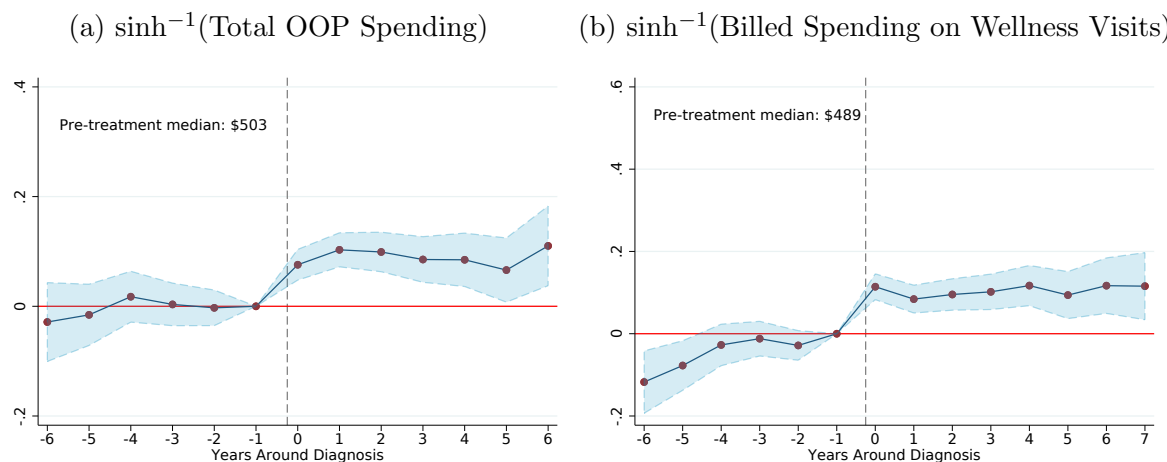 (a) sinh⁻¹(Total OOP Spending)
.4
.2
0
-.2
Pre-treatment median: $503
-6 -5 -4 -3 -2 -1 0 1 2 3 4 5 6
Years Around Diagnosis
(b) sinh⁻¹(Billed Spending on Wellness Visits)
.6
.4
.2
0
-.2
Pre-treatment median: $489
-6 -5 -4 -3 -2 -1 0 1 2 3 4 5 6 7
Years Around Diagnosis